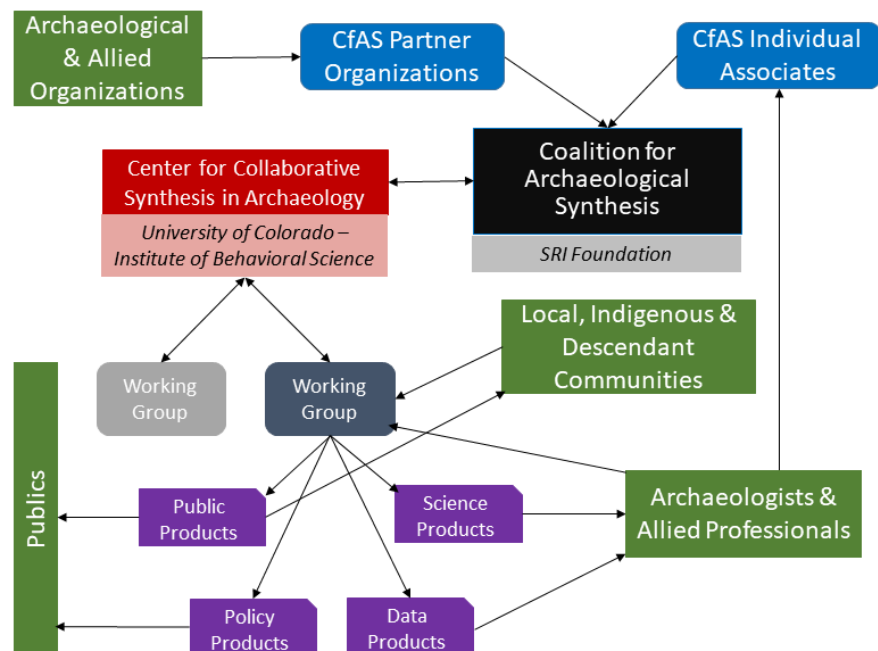 Archaeological
& Allied
Organizations
CfAS Partner
Organizations
CfAS Individual
Associates
Center for Collaborative
Synthesis in Archaeology
University of Colorado –
Institute of Behavioral Science
Coalition for
Archaeological
Synthesis
SRI Foundation
Local, Indigenous &
Descendant
Communities
Working
Group
Working
Group
Publics
Public
Products
Science
Products
Archaeologists &
Allied Professionals
Policy
Products
Data
Products